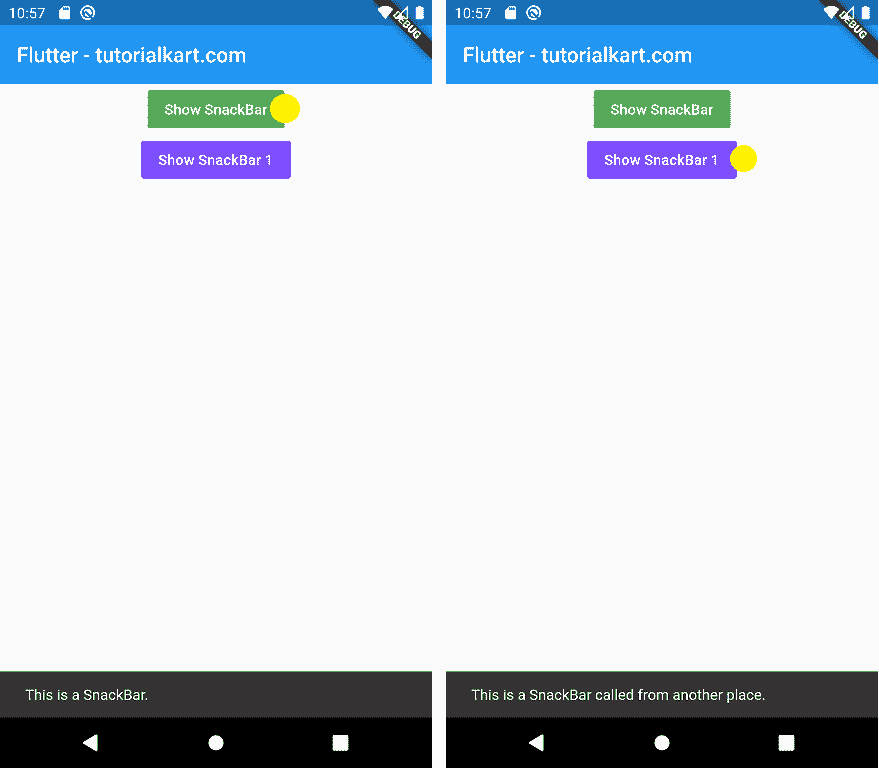 10:57
DEBUG
Flutter - tutorialkart.com
Show SnackBar
Show SnackBar 1
This is a SnackBar.
10:57
DEBUG
Flutter - tutorialkart.com
Show SnackBar
Show SnackBar 1
This is a SnackBar called from another place.